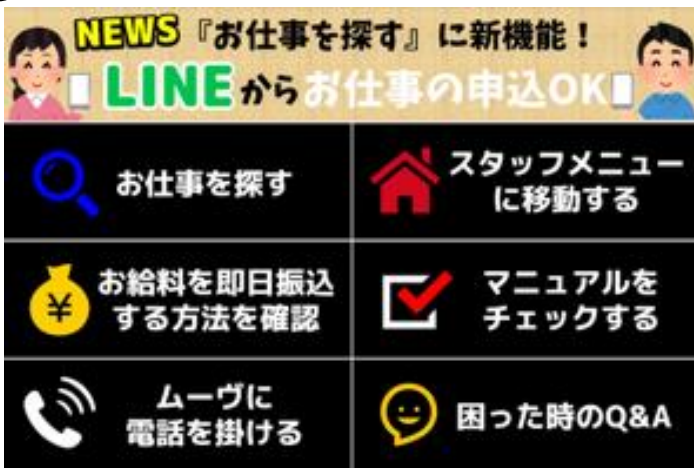 NEWS『お仕事を探す』に新機能！
LINEからお仕事の申込OK
お仕事を探す
スタッフメニュー
に移動する
お給料を即日振込
する方法を確認
¥
マニュアルを
チェックする
ムーヴに
電話を掛ける
困った時のQ&A